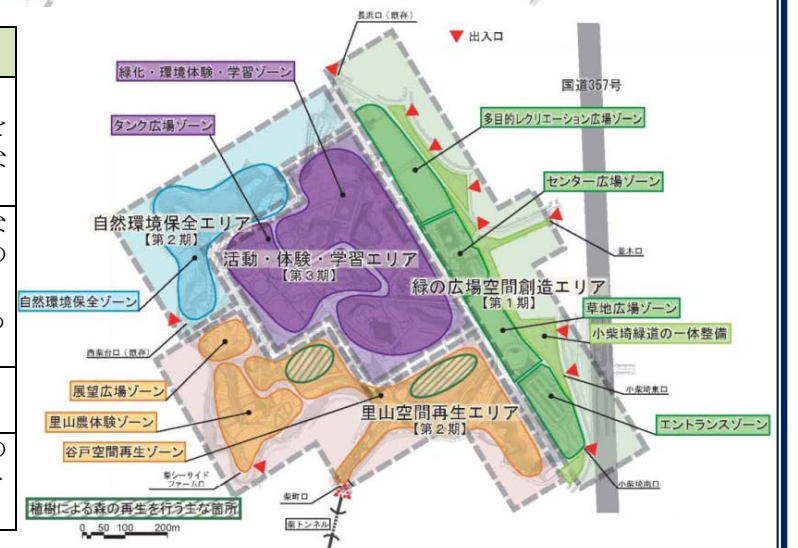 長浜口（既存）
出入口
国道357号
緑化・環境体験・学習ゾーン
タンク広場ゾーン
多目的レクリエーション広場ゾーン
センター広場ゾーン
並木口
自然環境保全エリア
【第2期】
活動・体験・学習エリア
【第3期】
緑の広場空間創造エリア
【第1期】
自然環境保全ゾーン
草地広場ゾーン
小柴埼緑道の一体整備
西柴台口（既存）
小柴埼東口
展望広場ゾーン
里山空間再生エリア
【第2期】
里山農体験ゾーン
エントランスゾーン
谷戸空間再生ゾーン
柴シーサイド
ファーム口
柴町口
小柴埼南口
植樹による森の再生を行う主な箇所
柴トンネル
0 50 100 200m